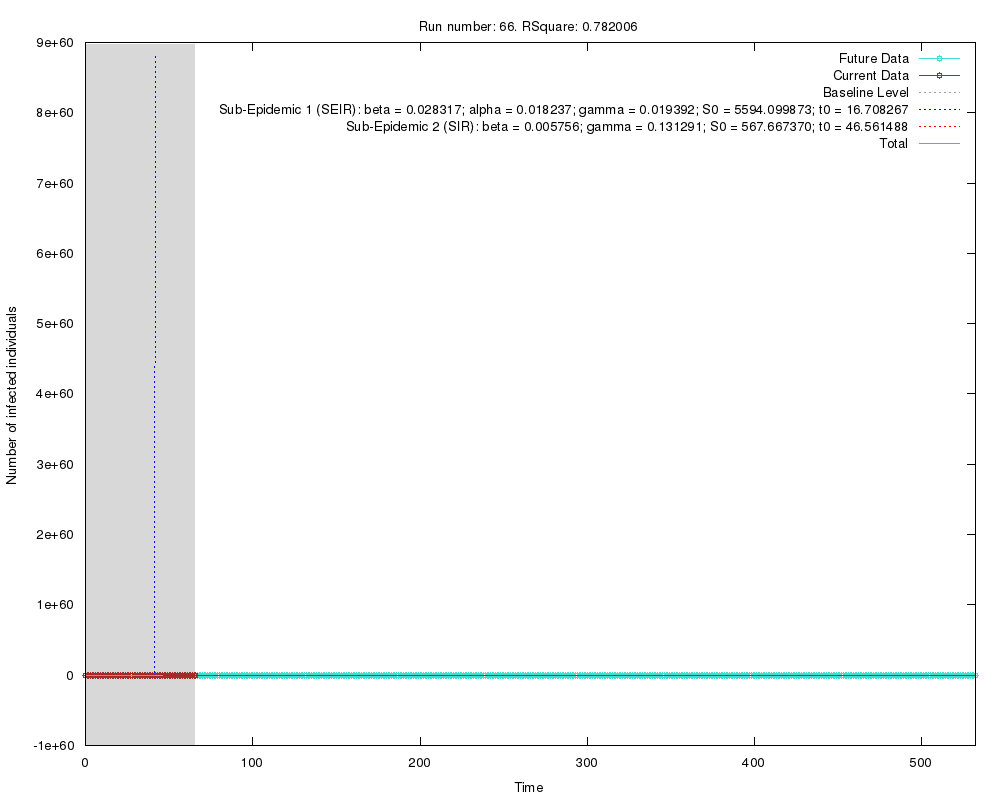 Run number: 66. RSquare: 0.782006
9e+60
8e+60
7e+60
6e+60
5e+60
4e+60
3e+60
2e+60
1e+60
0
-1e+60
Number of infected individuals
Future Data
Current Data
Baseline Level
Sub-Epidemic 1 (SEIR): beta = 0.028317; alpha = 0.018237; gamma = 0.019392; S0 = 5594.099873; t0 = 16.708267
Sub-Epidemic 2 (SIR): beta = 0.005756; gamma = 0.131291; S0 = 567.667370; t0 = 46.561488
Total
0 100 200 300 400 500
Time